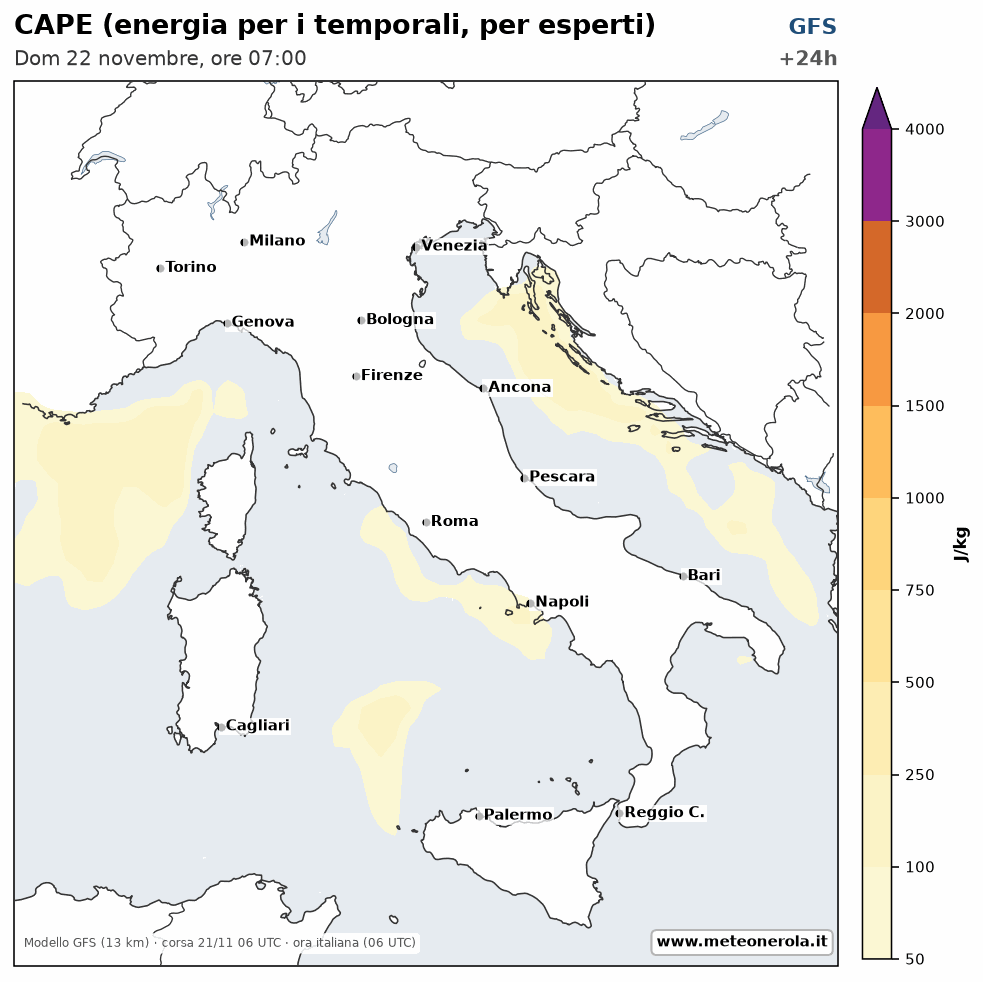 CAPE (energia per i temporali, per esperti)
GFS
Dom 22 novembre, ore 07:00
+24h
4000
3000
2000
1500
1000
750
500
250
100
50
J/kg
Milano
Venezia
Torino
Genova
Bologna
Firenze
Ancona
Pescara
Roma
Bari
Napoli
Cagliari
Palermo
Reggio C.
Modello GFS (13 km) · corsa 21/11 06 UTC · ora italiana (06 UTC)
www.meteonerola.it